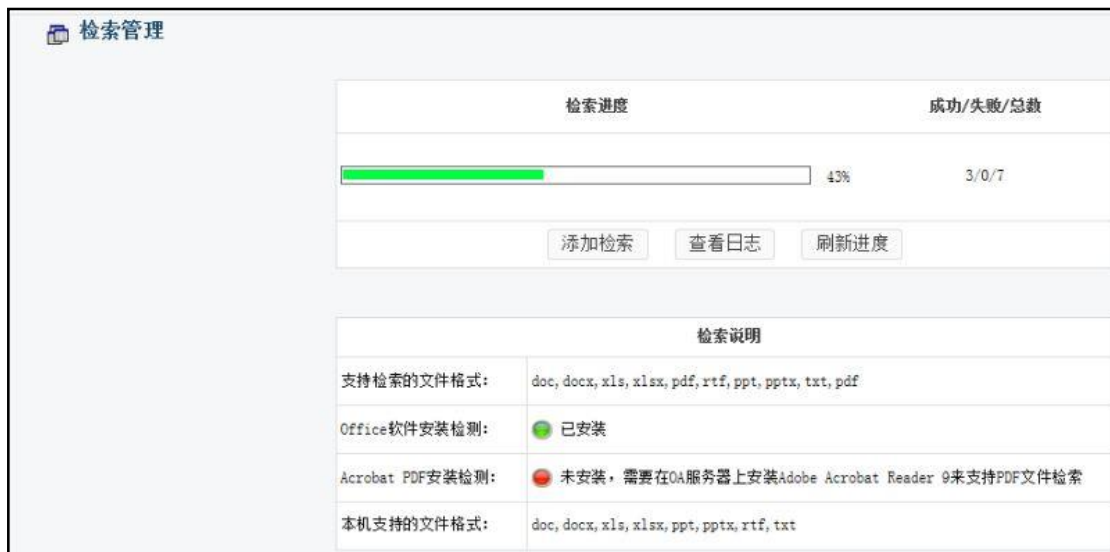 检索管理
检索进度 成功/失败/总数
43% 3/0/7
添加检索 查看日志 刷新进度
检索说明
支持检索的文件格式: doc, docx, xls, xlsx, pdf, rtf, ppt, pptx, txt, pdf
Office软件安装检测: 已安装
Acrobat PDF安装检测: 未安装，需要在OA服务器上安装Adobe Acrobat Reader 9来支持PDF文件检索
本机支持的文件格式: doc, docx, xls, xlsx, ppt, pptx, rtf, txt